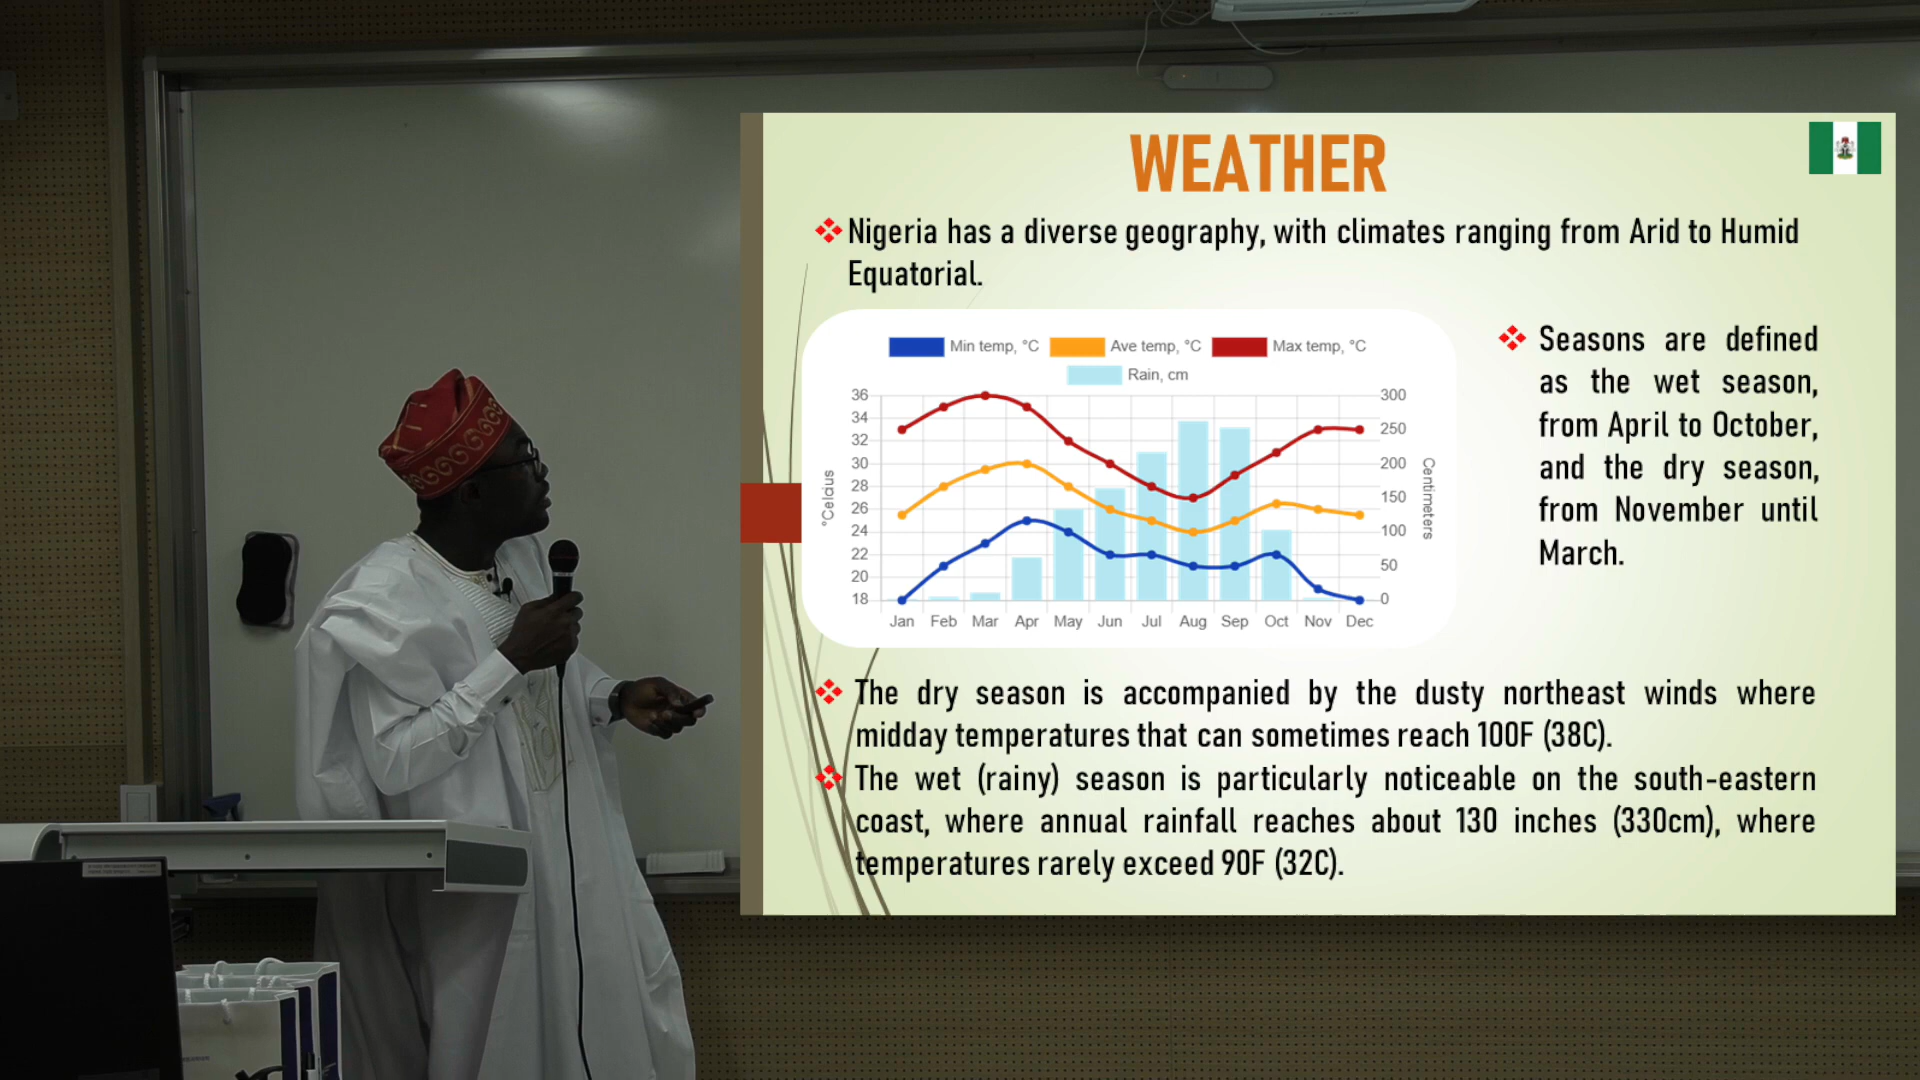 WEATHER
Nigeria has a diverse geography, with climates ranging from Arid to Humid
Equatorial.
Min temp, °C Ave temp, °C Max temp, °C
Rain, cm
36 300
34
32 250
30 200
28
26 150
24 100
22 50
20
18 0
°Celcius
Centimeters
Jan Feb Mar Apr May Jun Jul Aug Sep Oct Nov Dec
Seasons are defined
as the wet season,
from April to October,
and the dry season,
from November until
March.
The dry season is accompanied by the dusty northeast winds where
midday temperatures that can sometimes reach 100F (38C).
The wet (rainy) season is particularly noticeable on the south-eastern
coast, where annual rainfall reaches about 130 inches (330cm), where
temperatures rarely exceed 90F (32C).